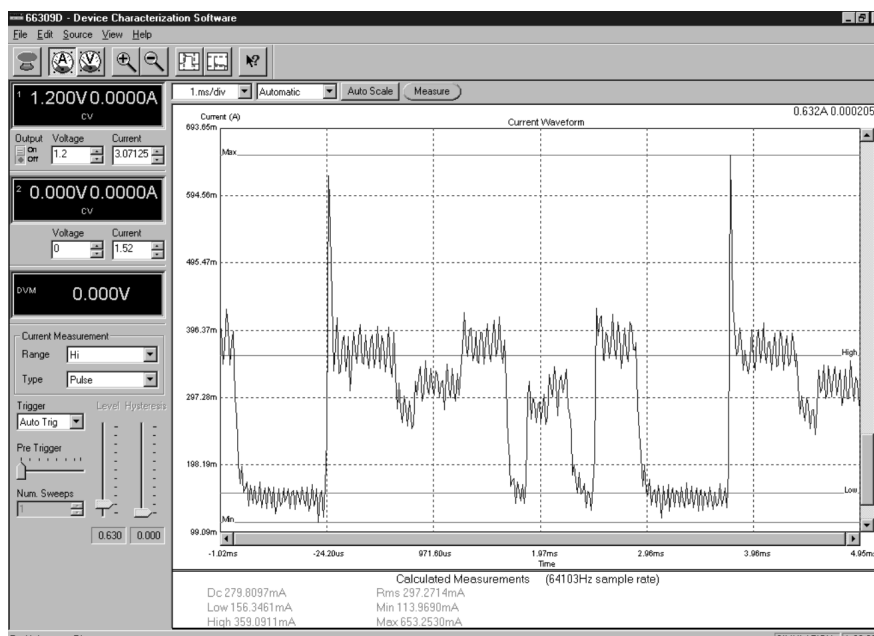 66309D - Device Characterization Software
File Edit Source View Help
1 1.200V 0.0000A
CV
Output Voltage Current
On
Off
1.2 3.07125
2 0.000V 0.0000A
CV
Voltage Current
0 1.52
DVM 0.000V
Current Measurement
Range Hi
Type Pulse
Trigger Level Hysteresis
Auto Trig
Pre Trigger
Num. Sweeps
1
0.630 0.000
1.ms/div Automatic Auto Scale Measure
0.632A 0.000205
Current (A) Current Waveform
693.65m
Max
594.56m
495.47m
396.37m
High
297.28m
198.19m
Low
Min
99.09m
-1.02ms -24.20us 971.60us 1.97ms 2.96ms 3.96ms 4.95ms
Time
Calculated Measurements (64103Hz sample rate)
Dc 279.8097mA Rms 297.2714mA
Low 156.3461mA Min 113.9690mA
High 359.0911mA Max 653.2530mA